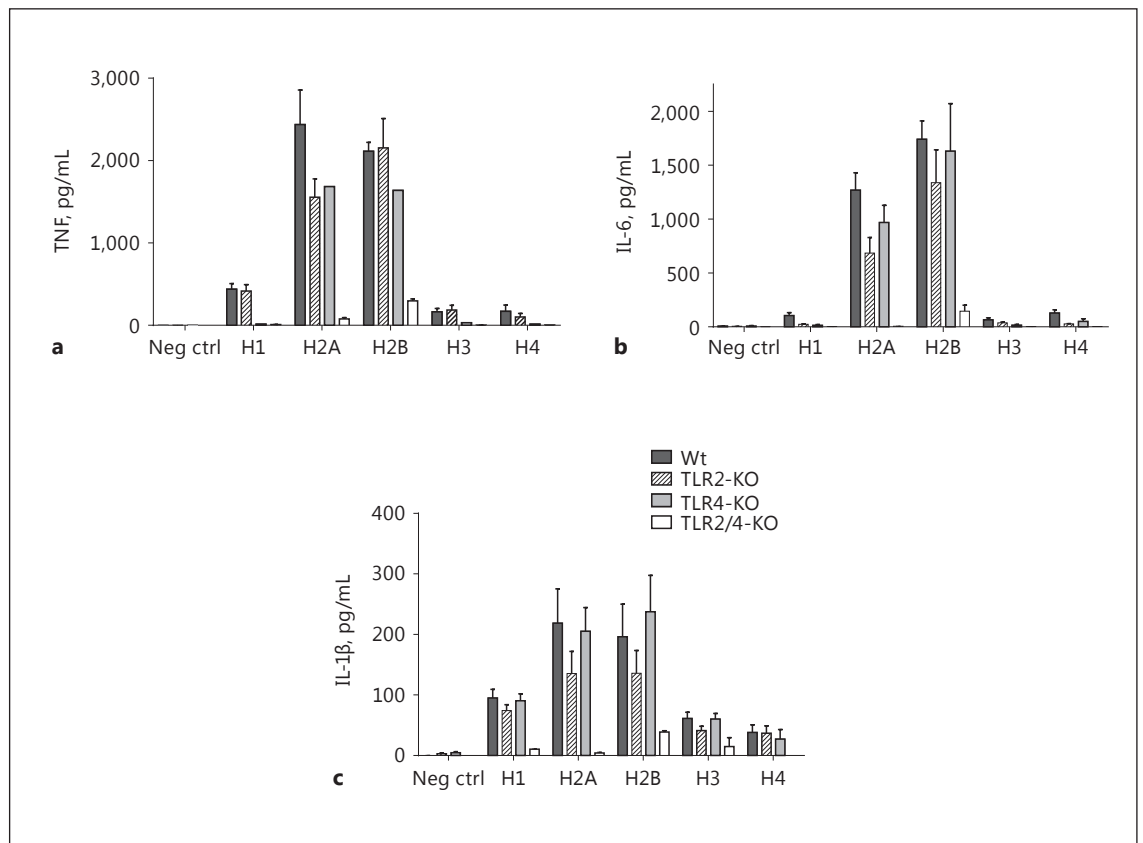 3,000
2,000
1,000
0
TNF, pg/mL
Neg ctrl H1 H2A H2B H3 H4
a
2,000
1,500
1,000
500
0
IL-6, pg/mL
Neg ctrl H1 H2A H2B H3 H4
b
Wt
TLR2-KO
TLR4-KO
TLR2/4-KO
400
300
200
100
0
IL-1β, pg/mL
Neg ctrl H1 H2A H2B H3 H4
c